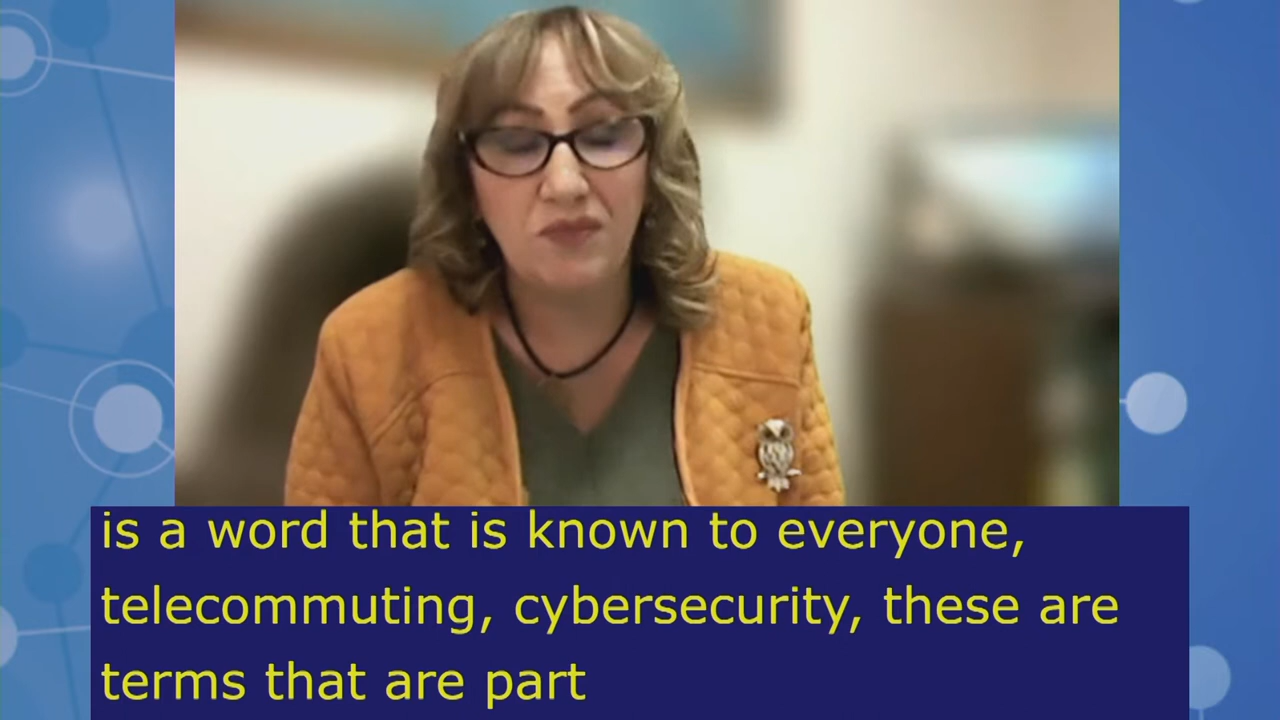 is a word that is known to everyone,
telecommuting, cybersecurity, these are
terms that are part